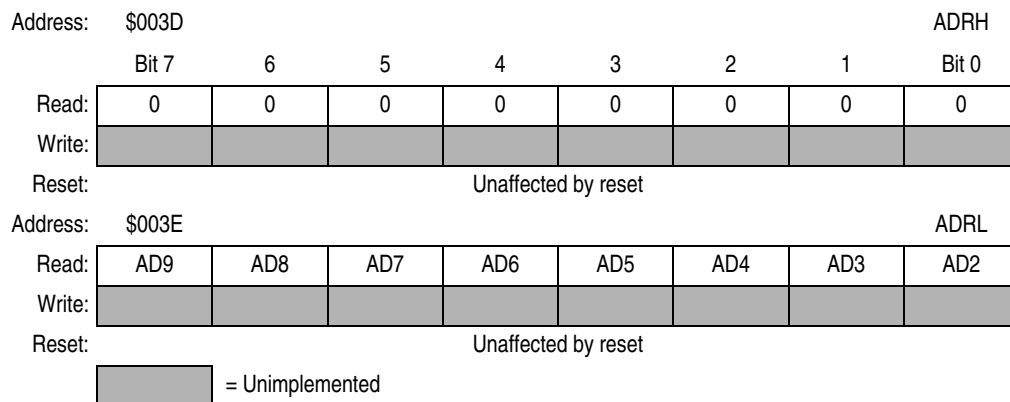 Address: $003D ADRH
Bit 7 6 5 4 3 2 1 Bit 0
Read: 0 0 0 0 0 0 0 0
Write:
Reset: Unaffected by reset
Address: $003E ADRL
Read: AD9 AD8 AD7 AD6 AD5 AD4 AD3 AD2
Write:
Reset: Unaffected by reset
= Unimplemented